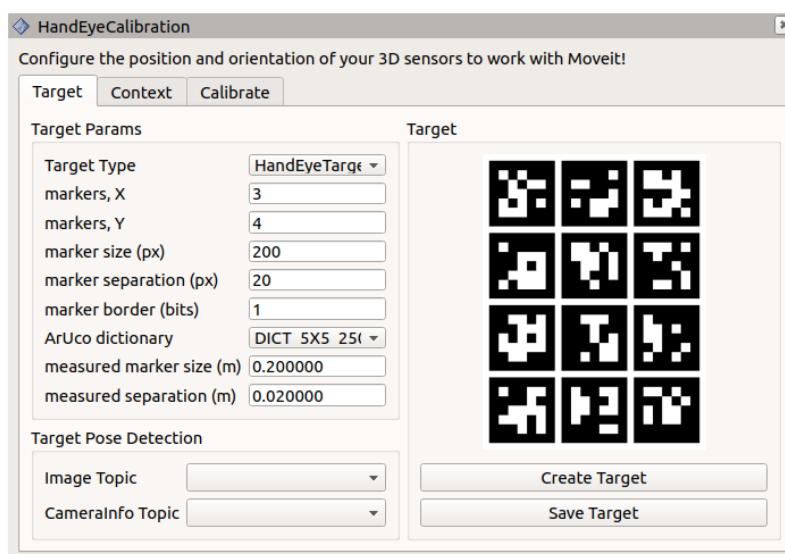 HandEyeCalibration
Configure the position and orientation of your 3D sensors to work with Moveit!
Target Context Calibrate
Target Params
Target Type HandEyeTarge
markers, X 3
markers, Y 4
marker size (px) 200
marker separation (px) 20
marker border (bits) 1
ArUco dictionary DICT_5X5_25(
measured marker size (m) 0.200000
measured separation (m) 0.020000
Target Pose Detection
Image Topic
CameraInfo Topic
Target
Create Target
Save Target